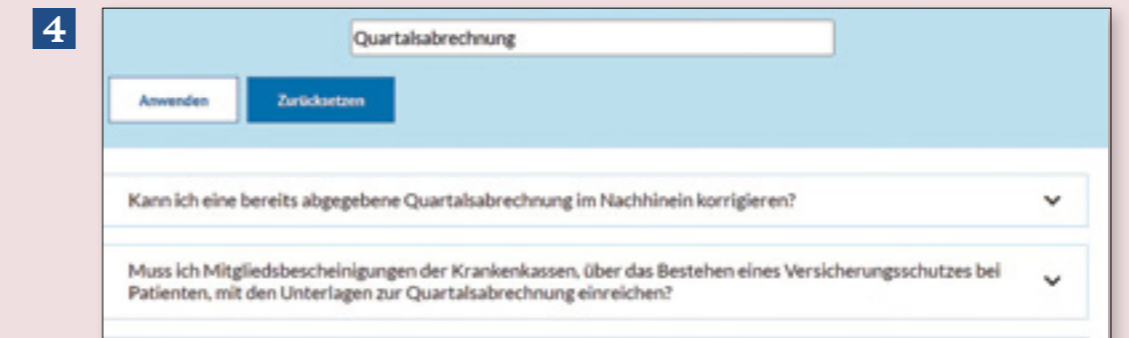 4
Quartalsabrechnung
Anwenden Zurücksetzen
Kann ich eine bereits abgegebene Quartalsabrechnung im Nachhinein korrigieren?
Muss ich Mitgliedsbescheinigungen der Krankenkassen, über das Bestehen eines Versicherungsschutzes bei
Patienten, mit den Unterlagen zur Quartalsabrechnung einreichen?